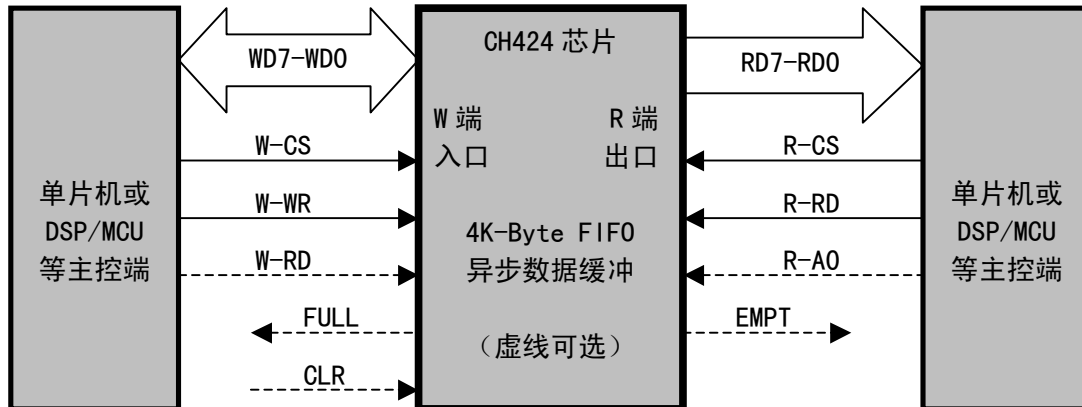 单片机或
DSP/MCU
等主控端
WD7-WD0
W-CS
W-WR
W-RD
FULL
CLR
CH424 芯片
W 端
入口
R 端
出口
4K-Byte FIFO
异步数据缓冲
（虚线可选）
RD7-RD0
R-CS
R-RD
R-A0
EMPT
单片机或
DSP/MCU
等主控端